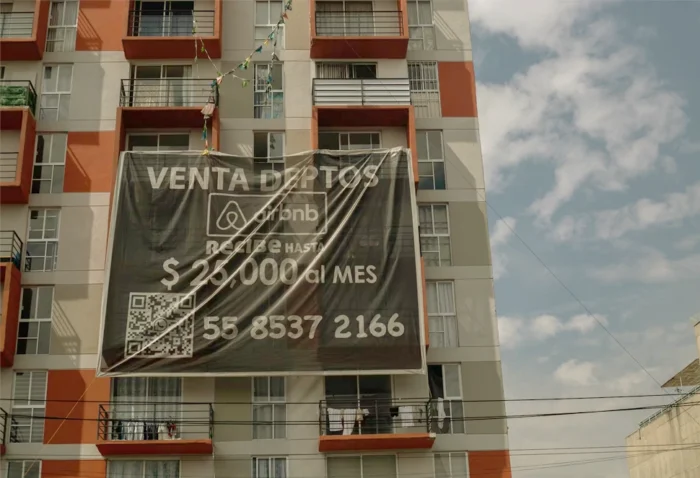 VENTA DEPTOS
airbnb
Recibe HASTA
$ 25,000 al MES
55 8537 2166